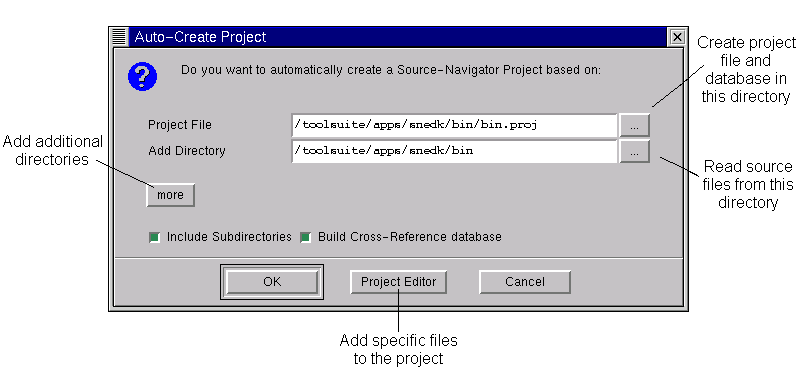 Auto-Create Project
Do you want to automatically create a Source-Navigator Project based on:
Create project
file and
database in
this directory
Project File
/toolsuite/apps/snedk/bin/bin.proj
...
Add additional
directories
Add Directory
/toolsuite/apps/snedk/bin
...
Read source
files from this
directory
more
Include Subdirectories
Build Cross-Reference database
OK
Project Editor
Cancel
Add specific files
to the project